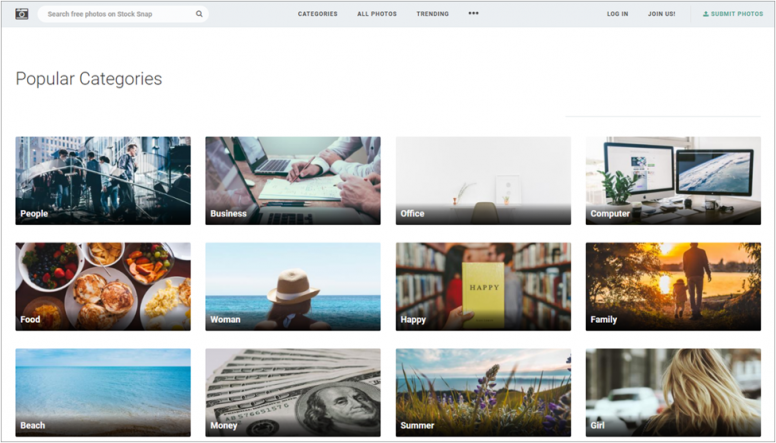 Search free photos on Stock Snap
CATEGORIES ALL PHOTOS TRENDING •••
LOG IN JOIN US! SUBMIT PHOTOS
Popular Categories
People
Business
Office
Computer
Food
Woman
HAPPY
Happy
Family
Beach
Money
Summer
Girl